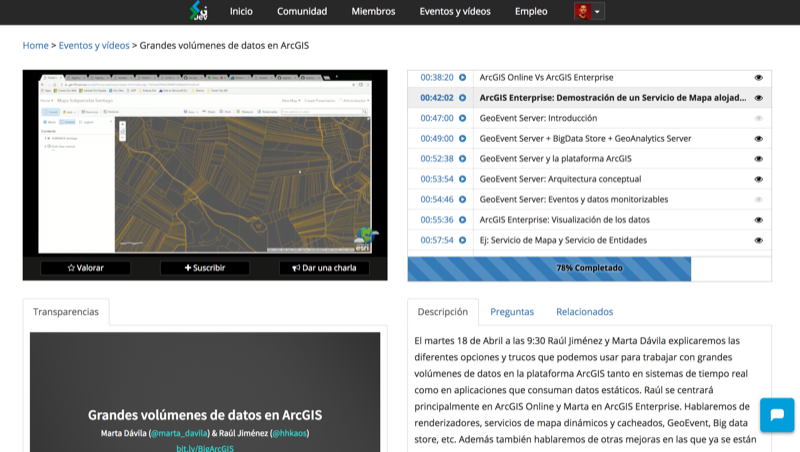 Dev
Inicio
Comunidad
Miembros
Eventos y vídeos
Empleo
Home > Eventos y vídeos > Grandes volúmenes de datos en ArcGIS
esri
Valorar
Suscribir
Dar una charla
00:38:20 ArcGIS Online Vs ArcGIS Enterprise
00:42:02 ArcGIS Enterprise: Demostración de un Servicio de Mapa alojad...
00:47:00 GeoEvent Server: Introducción
00:49:00 GeoEvent Server + BigData Store + GeoAnalytics Server
00:52:38 GeoEvent Server y la plataforma ArcGIS
00:53:54 GeoEvent Server: Arquitectura conceptual
00:54:46 GeoEvent Server: Eventos y datos monitorizables
00:55:36 ArcGIS Enterprise: Visualización de los datos
00:57:54 Ej: Servicio de Mapa y Servicio de Entidades
78% Completado
Transparencias
Grandes volúmenes de datos en ArcGIS
Marta Dávila (@marta_davila) & Raúl Jiménez (@hhkaos)
bit.ly/BigArcGIS
Descripción
Preguntas
Relacionados
El martes 18 de Abril a las 9:30 Raúl Jiménez y Marta Dávila explicaremos las
diferentes opciones y trucos que podemos usar para trabajar con grandes
volúmenes de datos en la plataforma ArcGIS tanto en sistemas de tiempo real
como en aplicaciones que consuman datos estáticos. Raúl se centrará
principalmente en ArcGIS Online y Marta en ArcGIS Enterprise. Hablaremos de
renderizadores, servicios de mapa dinámicos y cacheados, GeoEvent, Big data
store, etc. Además también hablaremos de otras mejoras en las que ya se están